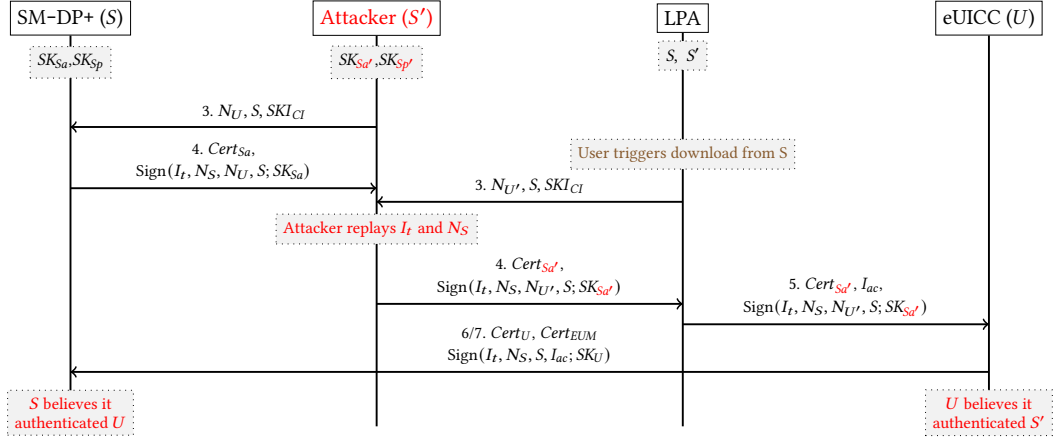 SM−DP+ (S)
Attacker (S′)
LPA
eUICC (U)
SK_Sa,SK_Sp
SK_Sa′,SK_Sp′
S, S′
3. N_U, S, SKI_CI
4. Cert_Sa,
Sign(I_t, N_S, N_U, S; SK_Sa)
User triggers download from S
3. N_U′, S, SKI_CI
Attacker replays I_t and N_S
4. Cert_Sa′,
Sign(I_t, N_S, N_U′, S; SK_Sa′)
5. Cert_Sa′, I_ac,
Sign(I_t, N_S, N_U′, S; SK_Sa′)
6/7. Cert_U, Cert_EUM
Sign(I_t, N_S, S, I_ac; SK_U)
S believes it
authenticated U
U believes it
authenticated S′